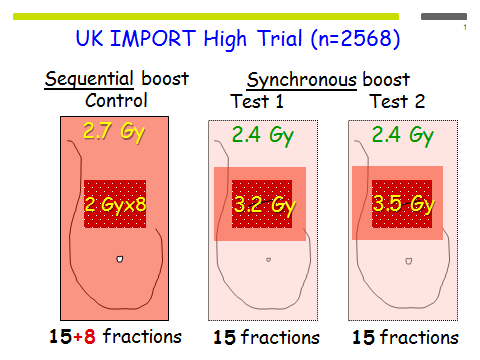 1
UK IMPORT High Trial (n=2568)
Sequential boost
Control
Synchronous boost
Test 1
Test 2
2.7 Gy
2 Gyx8
2.4 Gy
3.2 Gy
2.4 Gy
3.5 Gy
15+8 fractions
15 fractions
15 fractions